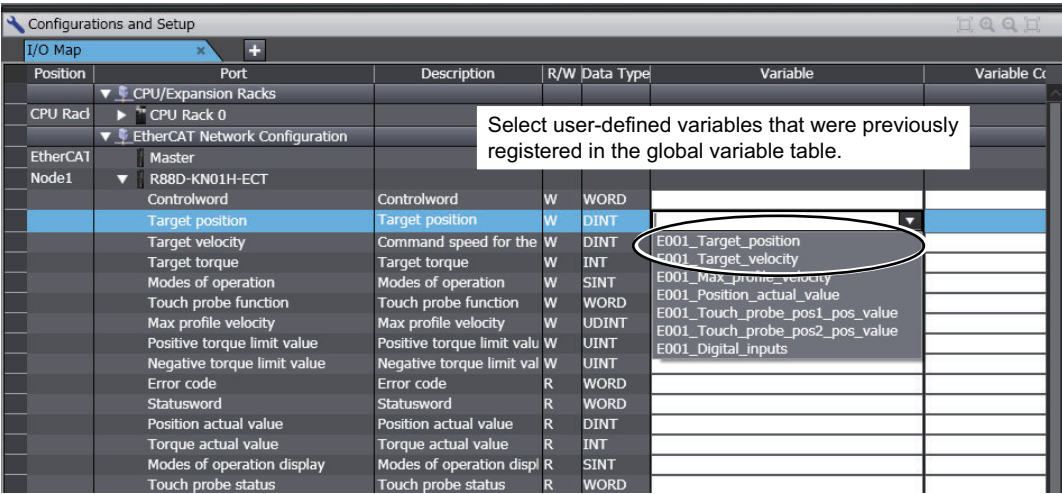 Configurations and Setup
I/O Map × +
Position Port Description R/W Data Type Variable Variable Co
▼ CPU/Expansion Racks
CPU Rack ▶ CPU Rack 0
▼ EtherCAT Network Configuration
EtherCAT Master
Node1 ▼ R88D-KN01H-ECT
Select user-defined variables that were previously
registered in the global variable table.
Controlword Controlword W WORD
Target position Target position W DINT
Target velocity Command speed for the W DINT E001_Target_position
Target torque Target torque W INT E001_Target_velocity
Modes of operation Modes of operation W SINT E001_Max_profile_velocity
Touch probe function Touch probe function W WORD E001_Position_actual_value
Max profile velocity Max profile velocity W UDINT E001_Touch_probe_pos1_pos_value
Positive torque limit value Positive torque limit valu W UINT E001_Touch_probe_pos2_pos_value
E001_Digital_inputs
Negative torque limit value Negative torque limit val W UINT
Error code Error code R WORD
Statusword Statusword R WORD
Position actual value Position actual value R DINT
Torque actual value Torque actual value R INT
Modes of operation display Modes of operation displ R SINT
Touch probe status Touch probe status R WORD